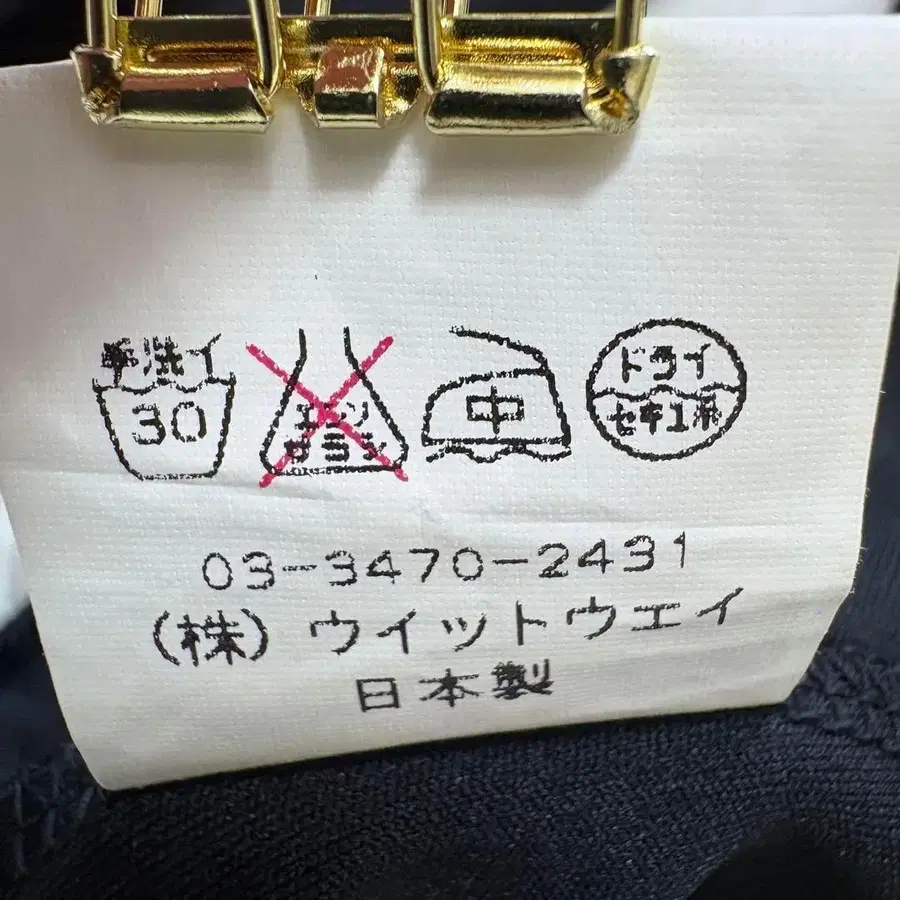 手洗イ
30
エンソ
サラシ
中
ドライ
セキユ系
03-3470-2431
(株)ウイットウエイ
日本製